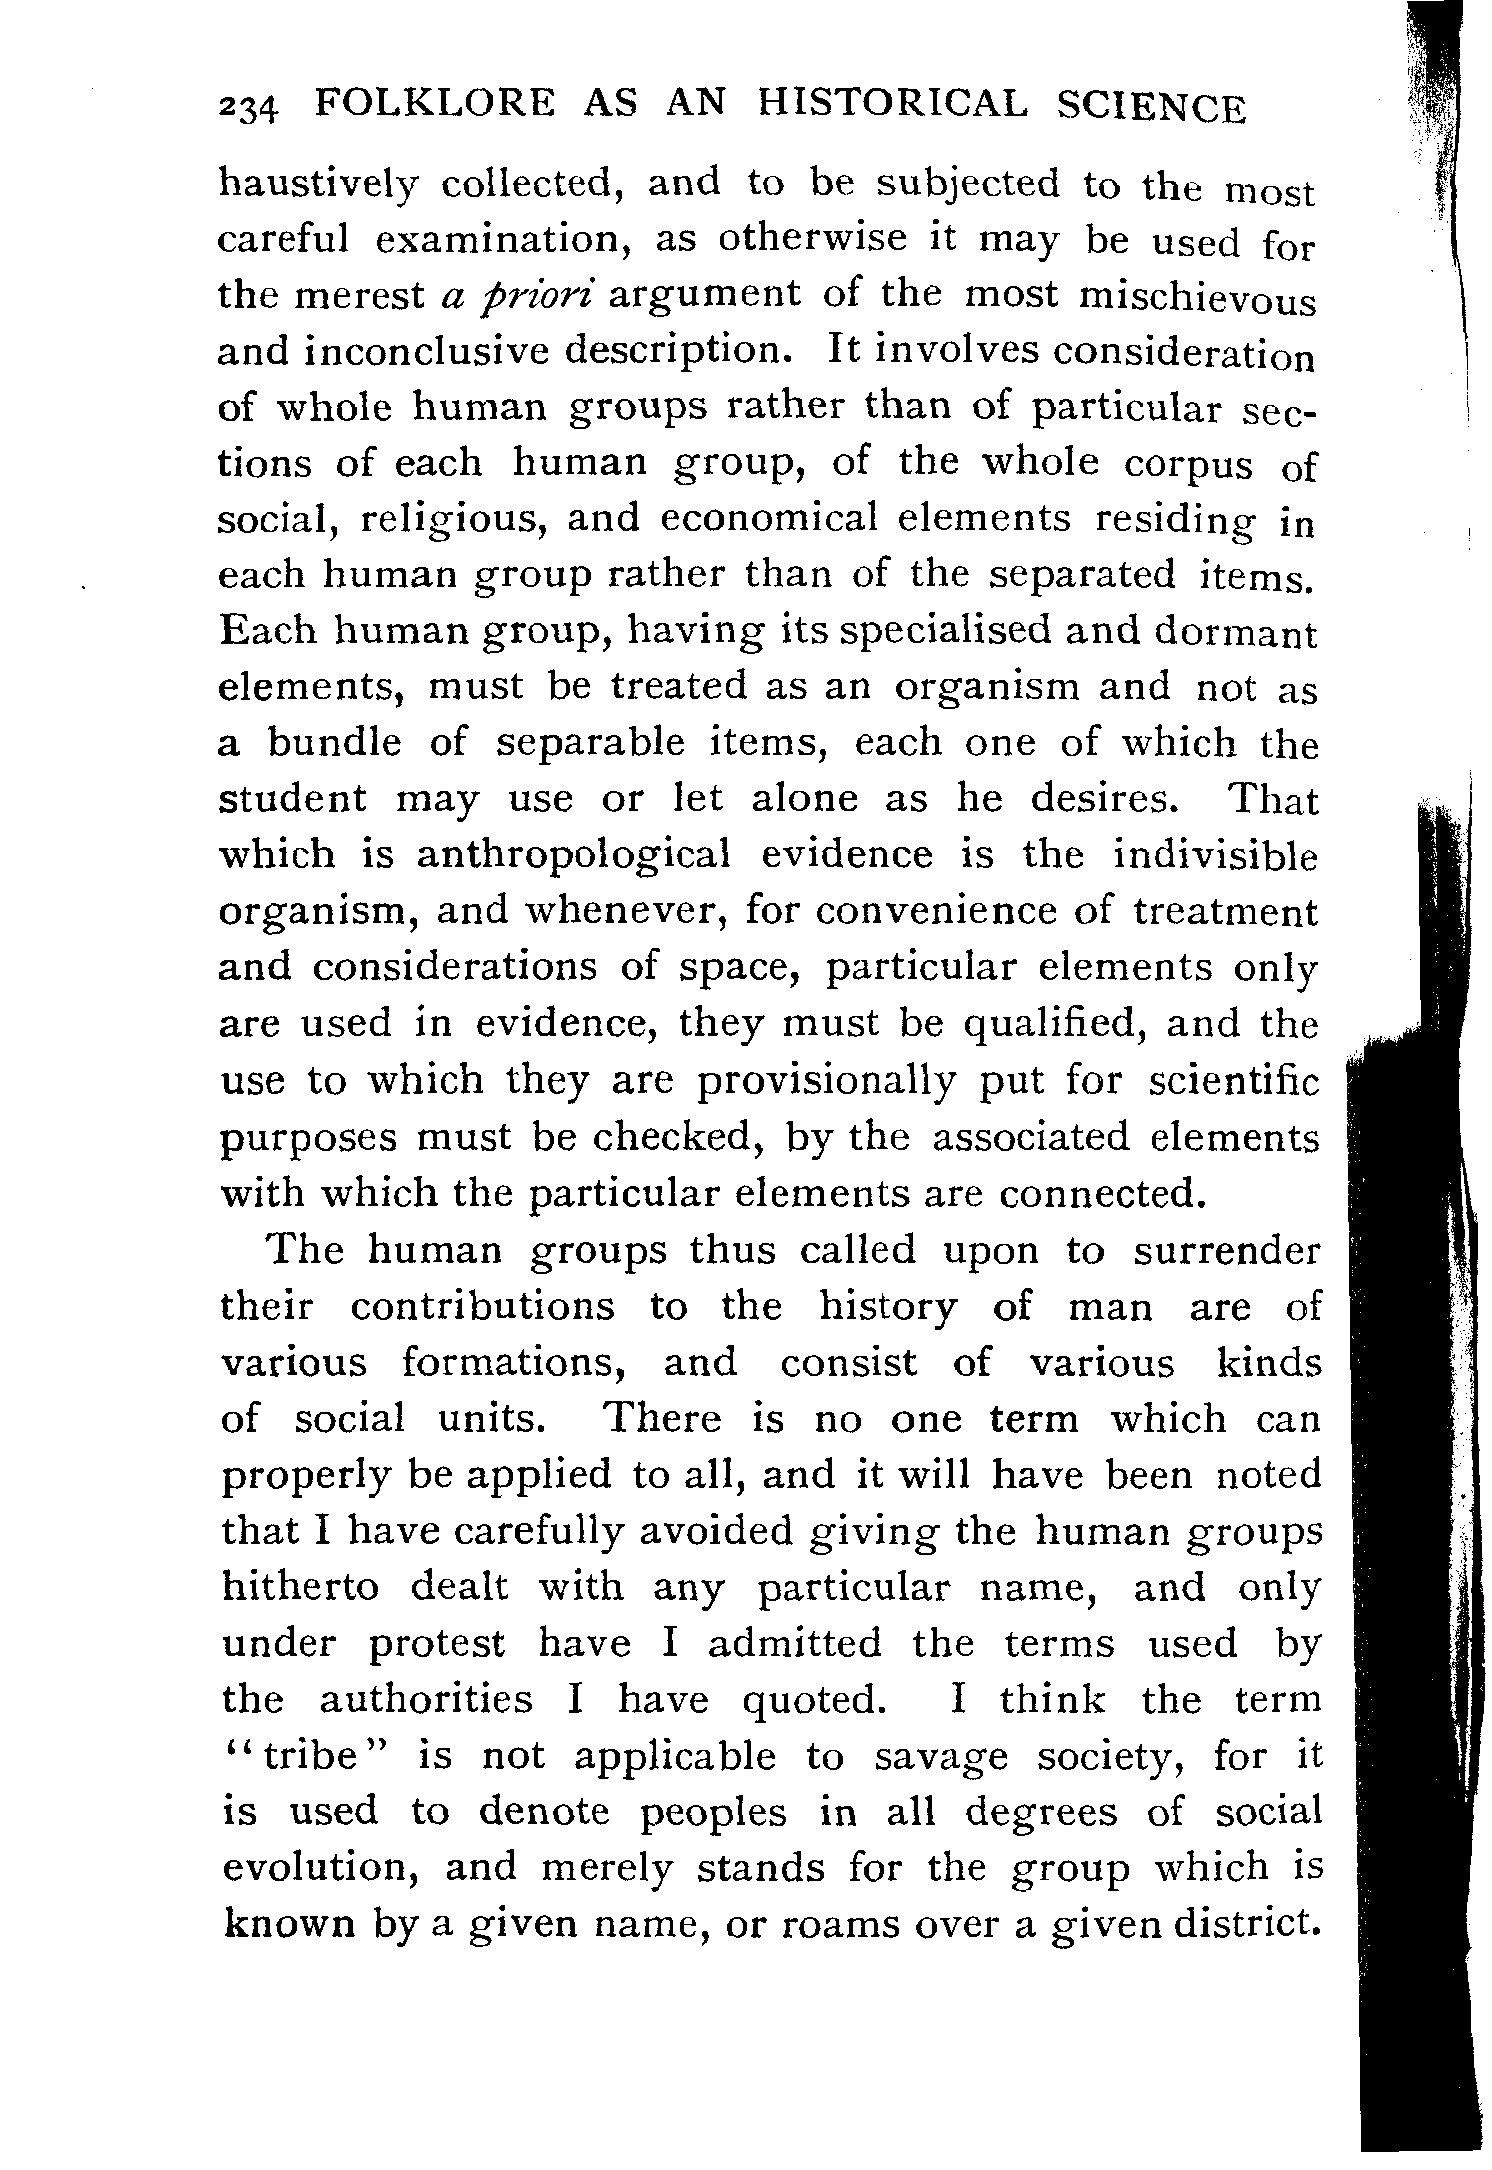 234 FOLKLORE AS AN HISTORICAL SCIENCE
haustively collected, and to be subjected to the most
careful examination, as otherwise it may be used for
the merest a priori argument of the most mischievous
and inconclusive description. It involves consideration
of whole human groups rather than of particular sec-
tions of each human group, of the whole corpus of
social, religious, and economical elements residing in
each human group rather than of the separated items.
Each human group, having its specialised and dormant
elements, must be treated as an organism and not as
a bundle of separable items, each one of which the
student may use or let alone as he desires. That
which is anthropological evidence is the indivisible
organism, and whenever, for convenience of treatment
and considerations of space, particular elements only
are used in evidence, they must be qualified, and the
use to which they are provisionally put for scientific
purposes must be checked, by the associated elements
with which the particular elements are connected.
The human groups thus called upon to surrender
their contributions to the history of man are of
various formations, and consist of various kinds
of social units. There is no one term which can
properly be applied to all, and it will have been noted
that I have carefully avoided giving the human groups
hitherto dealt with any particular name, and only
under protest have I admitted the terms used by
the authorities I have quoted. I think the term
“tribe” is not applicable to savage society, for it
is used to denote peoples in all degrees of social
evolution, and merely stands for the group which is
known by a given name, or roams over a given district.